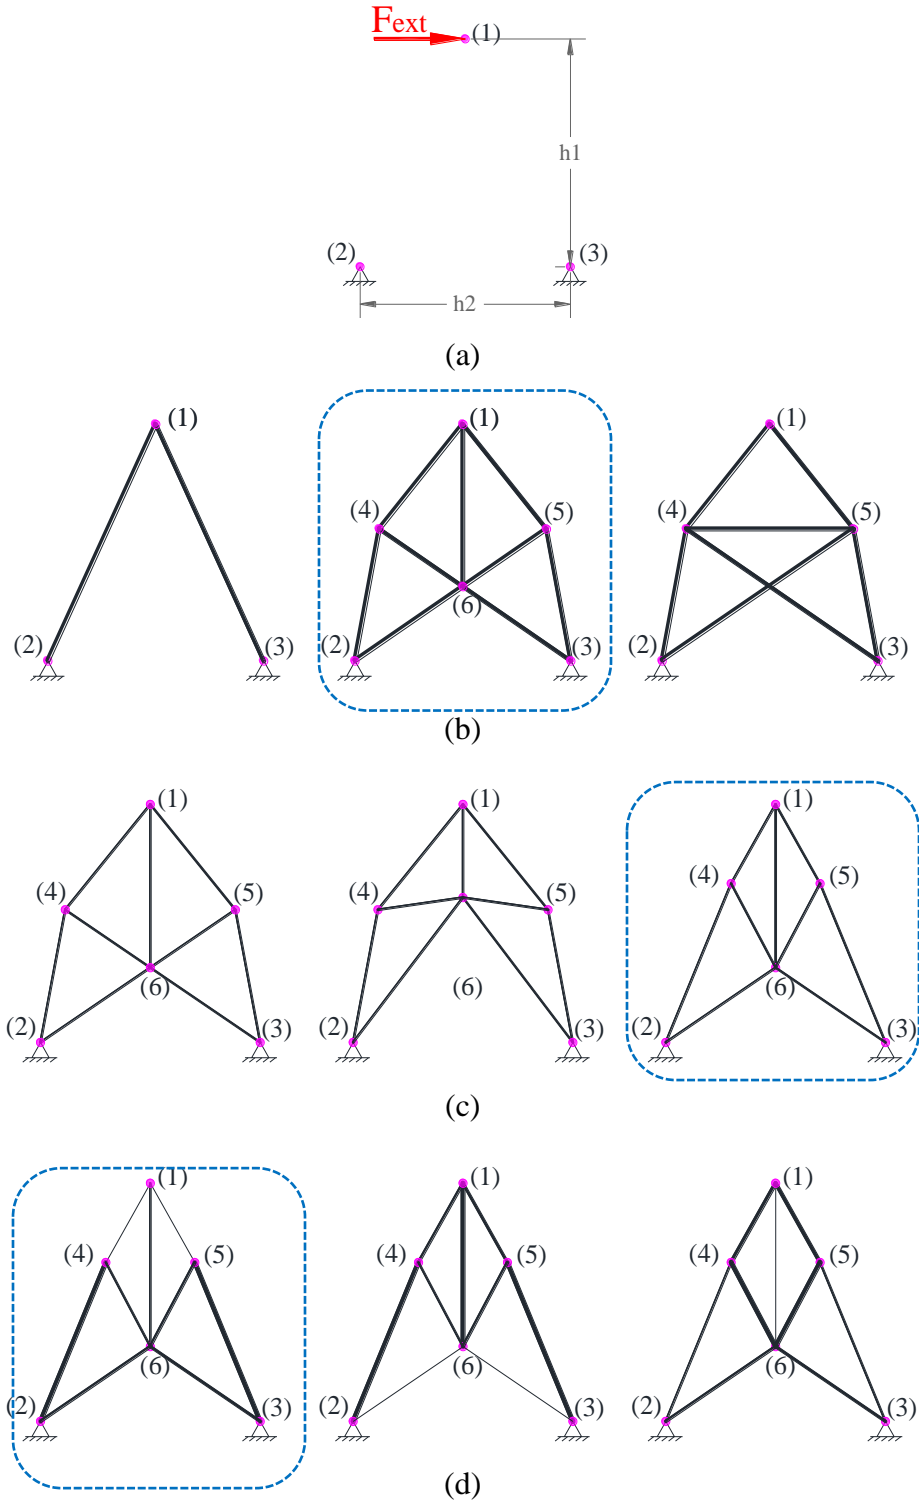 Fext
(1)
h1
(2) (3)
h2
(a)
(1) (1) (1)
(4) (5) (4) (5)
(6)
(2) (3) (2) (3) (2) (3)
(b)
(1) (1) (1)
(4) (5) (4) (5) (4) (5)
(6) (6) (6)
(2) (3) (2) (3) (2) (3)
(c)
(1) (1) (1)
(4) (5) (4) (5) (4) (5)
(6) (6) (6)
(2) (3) (2) (3) (2) (3)
(d)